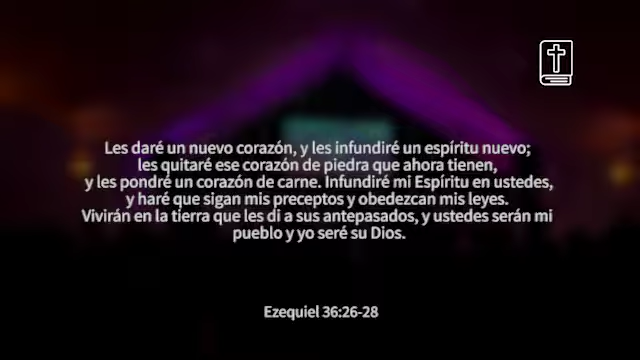 Les daré un nuevo corazón, y les infundiré un espíritu nuevo;
les quitaré ese corazón de piedra que ahora tienen,
y les pondré un corazón de carne. Infundiré mi Espíritu en ustedes,
y haré que sigan mis preceptos y obedezcan mis leyes.
Vivirán en la tierra que les di a sus antepasados, y ustedes serán mi
pueblo y yo seré su Dios.
Ezequiel 36:26-28